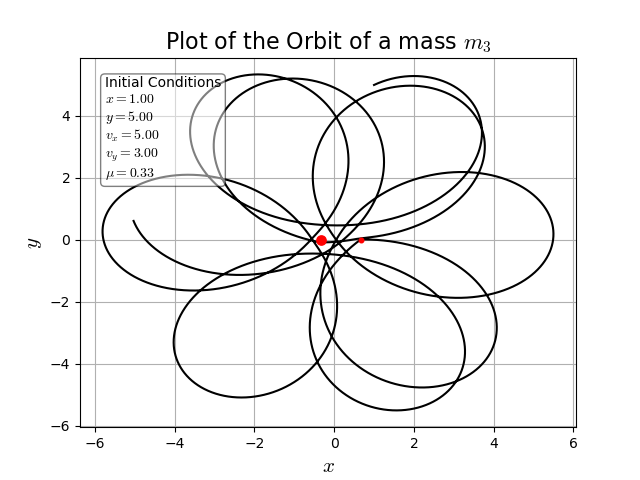 Plot of the Orbit of a mass m₃
Initial Conditions
x = 1.00
y = 5.00
vₓ = 5.00
v_y = 3.00
μ = 0.33
y
4
2
0
−2
−4
−6
−6 −4 −2 0 2 4 6
x